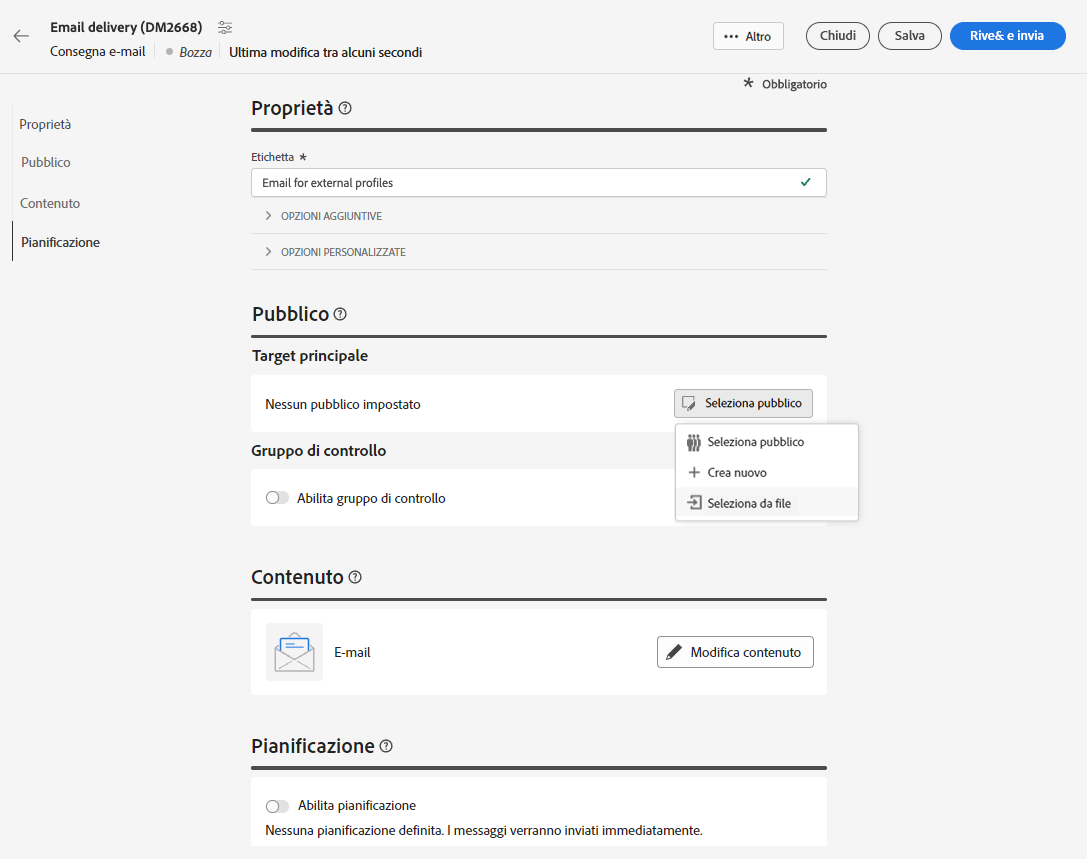 Email delivery (DM2668)
Consegna e-mail
Bozza
Ultima modifica tra alcuni secondi
Altro
Chiudi
Salva
Rive& e invia
* Obbligatorio
Proprietà
Pubblico
Contenuto
Pianificazione
Proprietà
Etichetta *
Email for external profiles
OPZIONI AGGIUNTIVE
OPZIONI PERSONALIZZATE
Pubblico
Target principale
Nessun pubblico impostato
Seleziona pubblico
Seleziona pubblico
Crea nuovo
Seleziona da file
Gruppo di controllo
Abilita gruppo di controllo
Contenuto
E-mail
Modifica contenuto
Pianificazione
Abilita pianificazione
Nessuna pianificazione definita. I messaggi verranno inviati immediatamente.